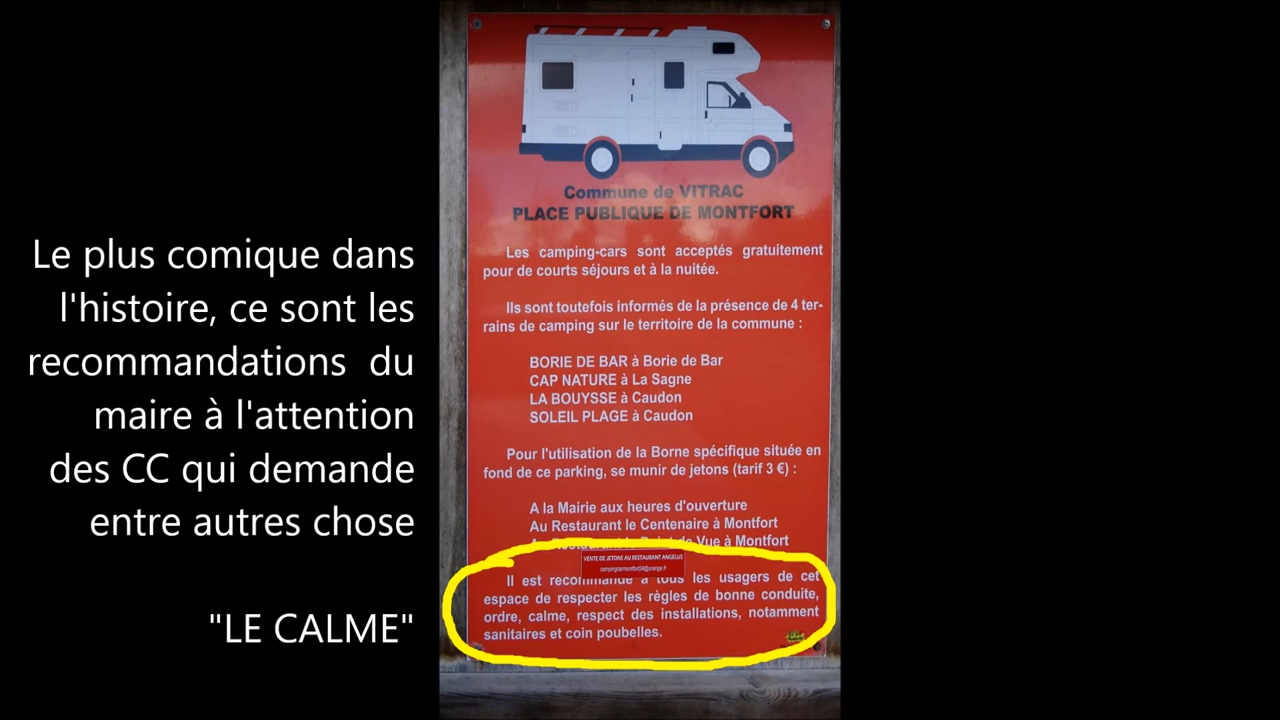 Le plus comique dans
l'histoire, ce sont les
recommandations  du
maire à l'attention
des CC qui demande
entre autres chose
"LE CALME"
Commune de VITRAC
PLACE PUBLIQUE DE MONTFORT
Les camping-cars sont acceptés gratuitement
pour de courts séjours et à la nuitée.
Ils sont toutefois informés de la présence de 4 ter-
rains de camping sur le territoire de la commune :
BORIE DE BAR à Borie de Bar
CAP NATURE à La Sagne
LA BOUYSSE à Caudon
SOLEIL PLAGE à Caudon
Pour l'utilisation de la Borne spécifique située en
fond de ce parking, se munir de jetons (tarif 3 €) :
A la Mairie aux heures d'ouverture
Au Restaurant le Centenaire à Montfort
de Vue à Montfort
VENTE DE JETONS AU RESTAURANT ANGELUS
campingcarmontfort24@orange.fr
Il est recommandé à tous les usagers de cet
espace de respecter les règles de bonne conduite,
ordre, calme, respect des installations, notamment
sanitaires et coin poubelles.